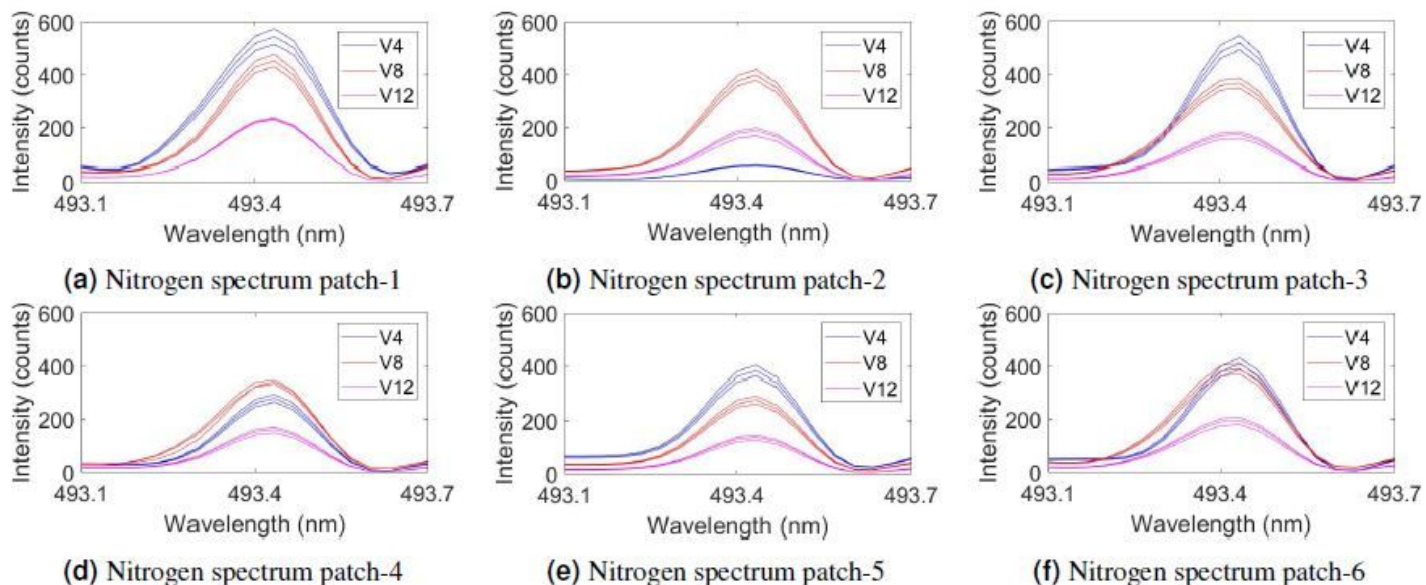 600
400
200
0
Intensity (counts)
V4
V8
V12
493.1 493.4 493.7
Wavelength (nm)
(a) Nitrogen spectrum patch-1
600
400
200
0
Intensity (counts)
V4
V8
V12
493.1 493.4 493.7
Wavelength (nm)
(b) Nitrogen spectrum patch-2
600
400
200
0
Intensity (counts)
V4
V8
V12
493.1 493.4 493.7
Wavelength (nm)
(c) Nitrogen spectrum patch-3
600
400
200
0
Intensity (counts)
V4
V8
V12
493.1 493.4 493.7
Wavelength (nm)
(d) Nitrogen spectrum patch-4
600
400
200
0
Intensity (counts)
V4
V8
V12
493.1 493.4 493.7
Wavelength (nm)
(e) Nitrogen spectrum patch-5
600
400
200
0
Intensity (counts)
V4
V8
V12
493.1 493.4 493.7
Wavelength (nm)
(f) Nitrogen spectrum patch-6